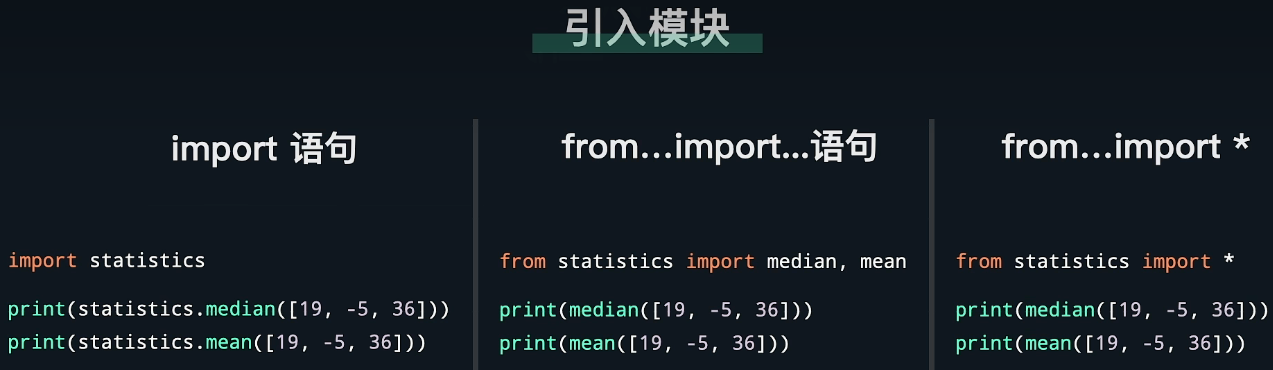 引入模块
import 语句
import statistics
print(statistics.median([19, -5, 36]))
print(statistics.mean([19, -5, 36]))
from...import...语句
from statistics import median, mean
print(median([19, -5, 36]))
print(mean([19, -5, 36]))
from...import *
from statistics import *
print(median([19, -5, 36]))
print(mean([19, -5, 36]))